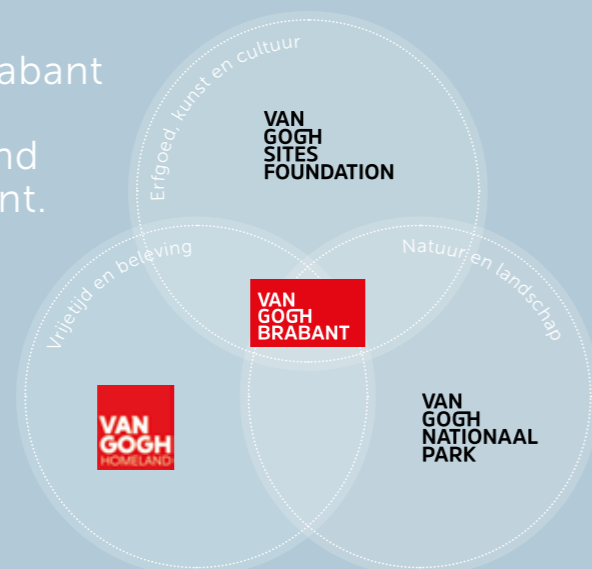 abant
nd
nt.
Erfgoed, kunst en cultuur
VAN
GOGH
SITES
FOUNDATION
Vrijetijd en beleving
Natuur en landschap
VAN
GOGH
BRABANT
VAN
GOGH
HOMELAND
VAN
GOGH
NATIONAAL
PARK